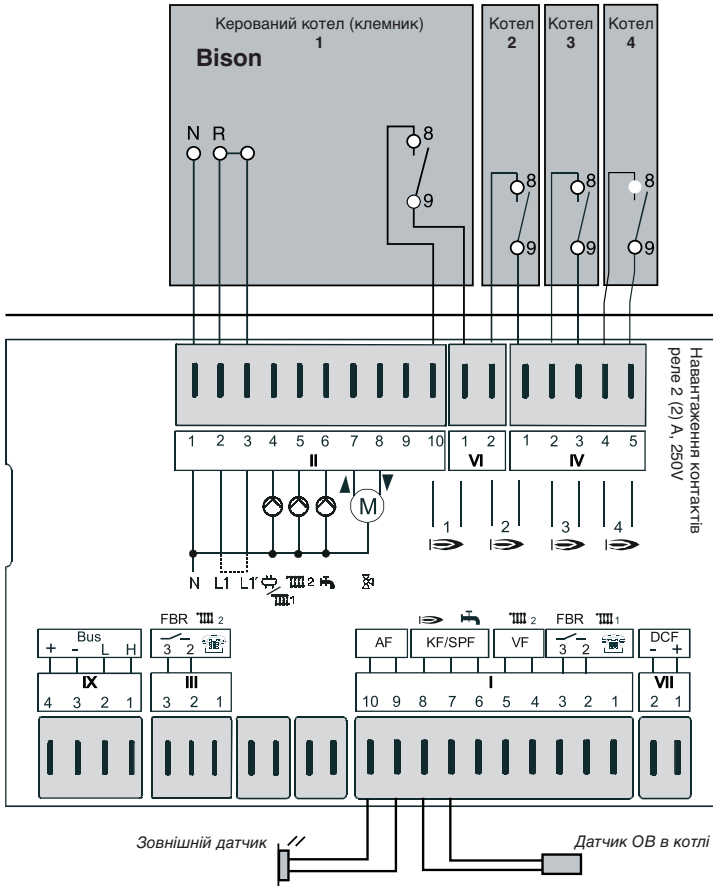 Керований котел (клемник)
1
Bison
Котел
2
Котел
3
Котел
4
N R
8
9
8
9
8
9
8
9
Навантаження контактів
реле 2 (2) A, 250V
1 2 3 4 5 6 7 8 9 10
II
1 2
VI
1 2 3 4 5
IV
M
1 2 3 4
N L1 L1'
2
1
FBR 2
2
FBR 1
Bus
+ - L H
3 2
AF
KF/SPF
VF
3 2
DCF
- +
IX
4 3 2 1
III
3 2 1
I
10 9 8 7 6 5 4 3 2 1
VII
2 1
Зовнішній датчик
Датчик ОВ в котлі